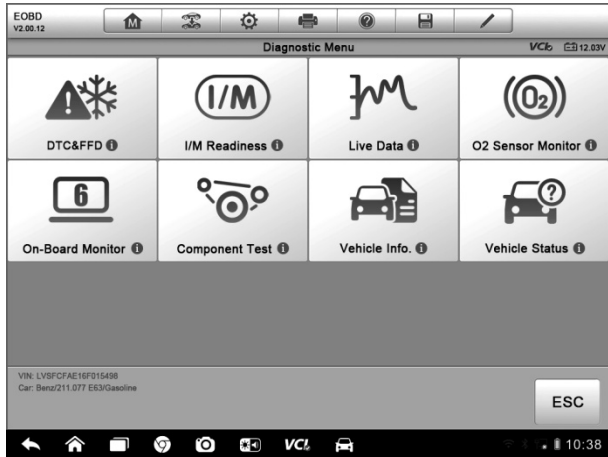 EOBD
V2.00.12
M
?
Diagnostic Menu
VCI 12.03V
I/M
O2
DTC&FFD i
I/M Readiness i
Live Data i
O2 Sensor Monitor i
6
?
On-Board Monitor i
Component Test i
Vehicle Info. i
Vehicle Status i
VIN: LVSFCFAE16F015498
Car: Benz/211.077 E63/Gasoline
ESC
VCI
10:38